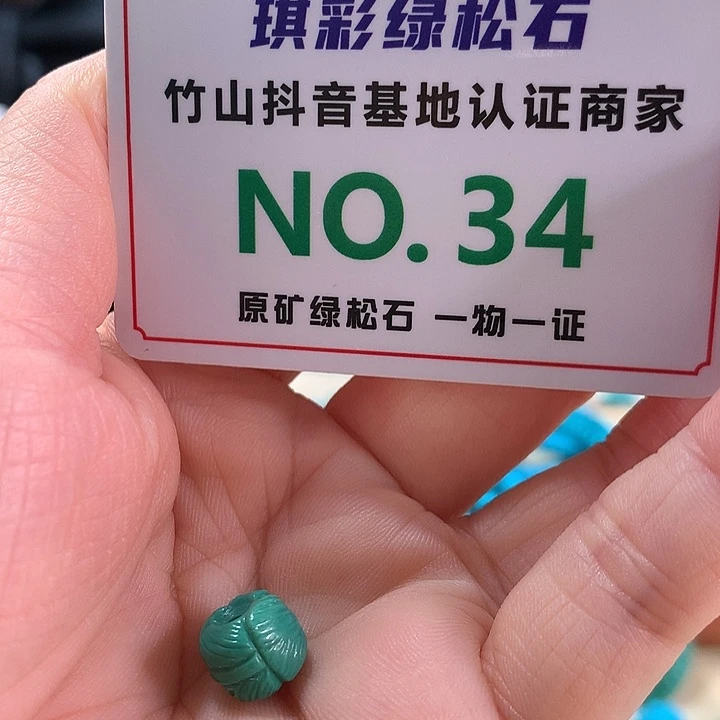 琪彩绿松石
竹山抖音基地认证商家
NO.34
原矿绿松石 一物一证